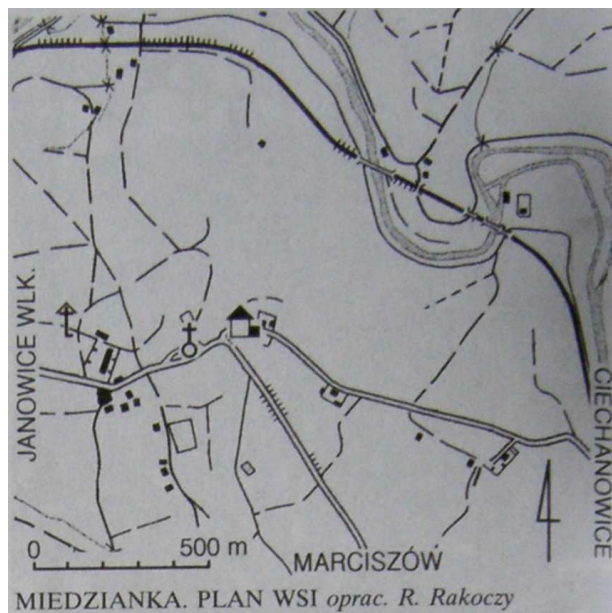 JANOWICE WLK.
CIECHANOWICE
0 500 m
MARCISZÓW
MIEDZIANKA. PLAN WSI oprac. R. Rakoczy